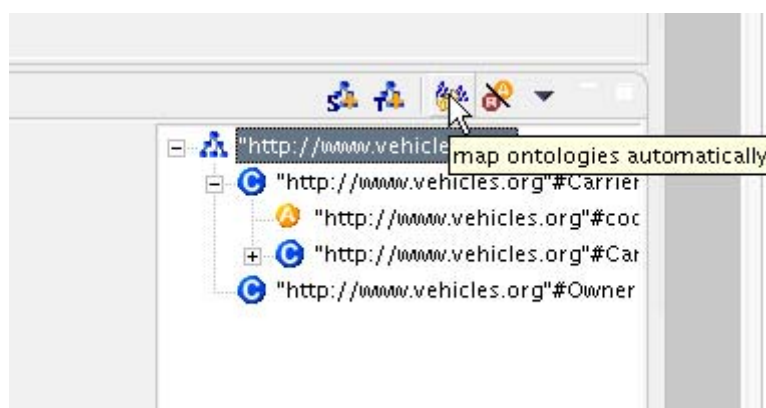 S T
"http://www.vehicle
map ontologies automatically
C "http://www.vehicles.org"#Carrier
A "http://www.vehicles.org"#coc
C "http://www.vehicles.org"#Car
C "http://www.vehicles.org"#Owner